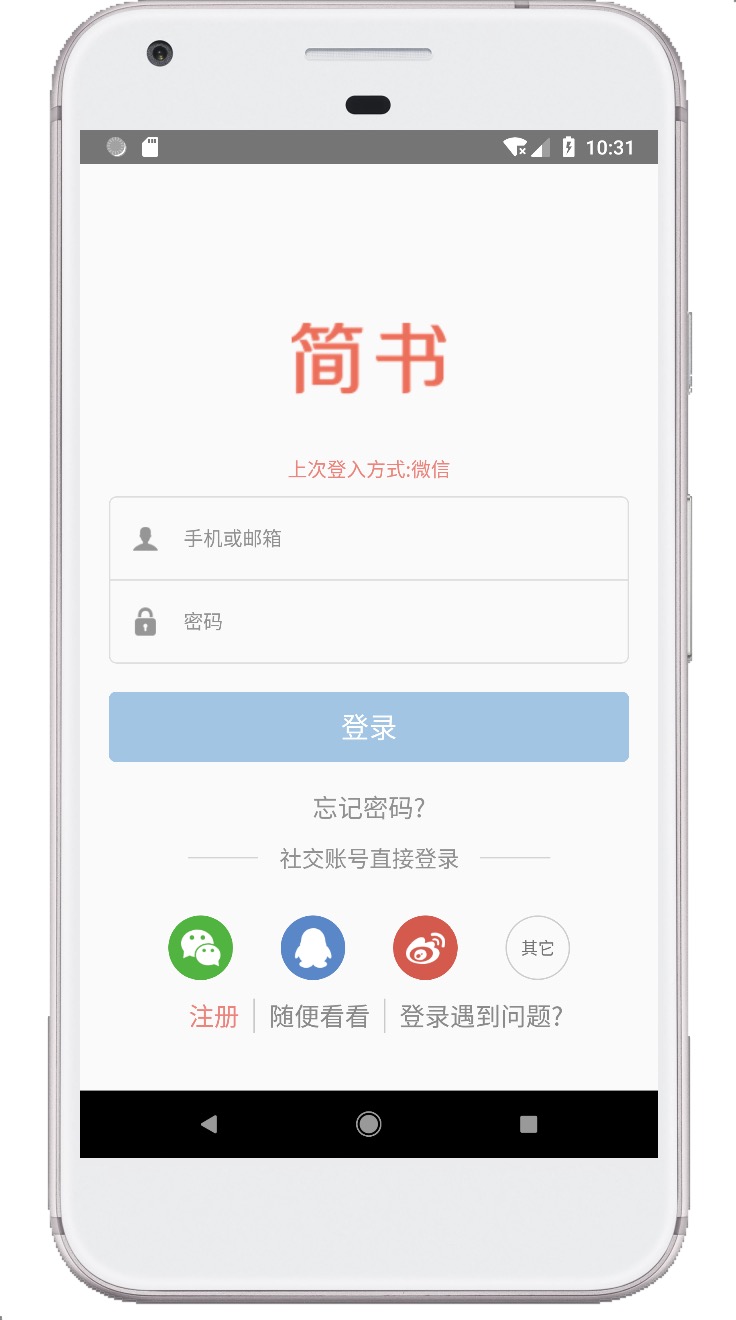 10:31
简书
上次登入方式:微信
手机或邮箱
密码
登录
忘记密码?
社交账号直接登录
其它
注册 随便看看 登录遇到问题?